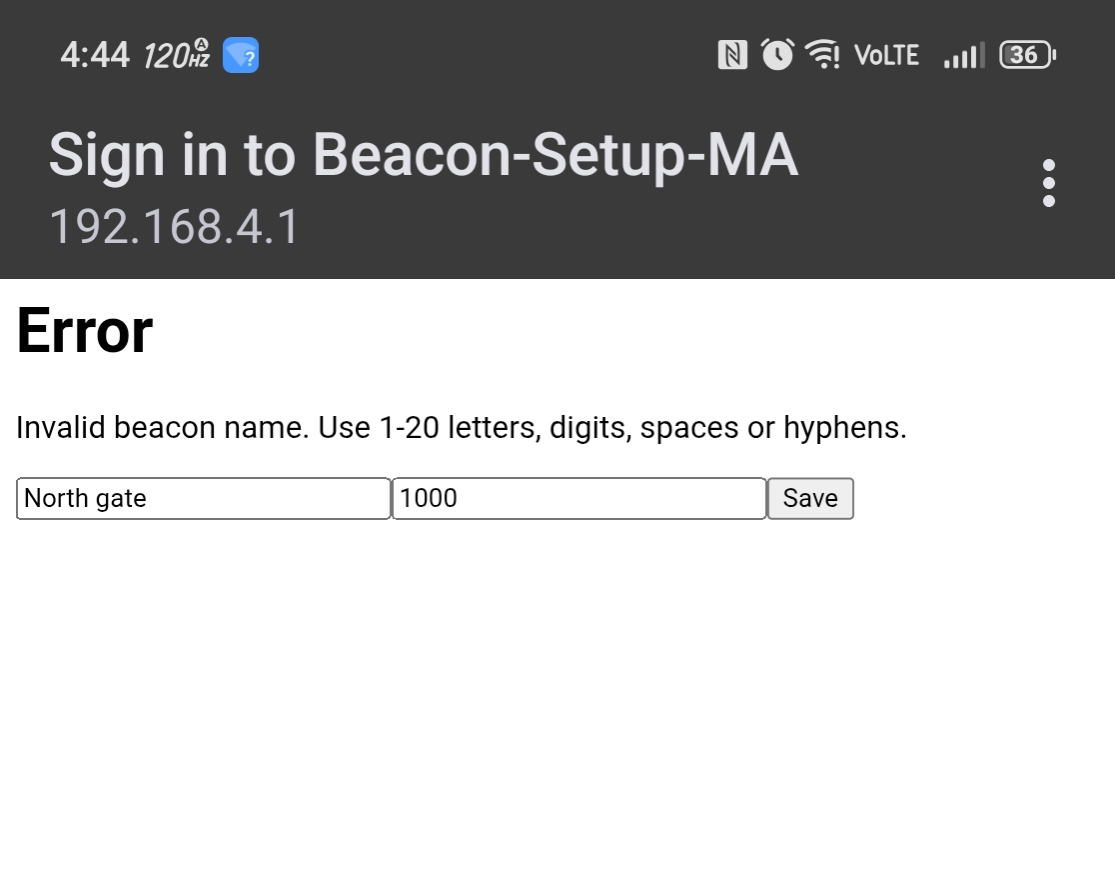 4:44 120HZ A ?
N ! VoLTE 36
Sign in to Beacon-Setup-MA
192.168.4.1
Error
Invalid beacon name. Use 1-20 letters, digits, spaces or hyphens.
North gate 1000 Save